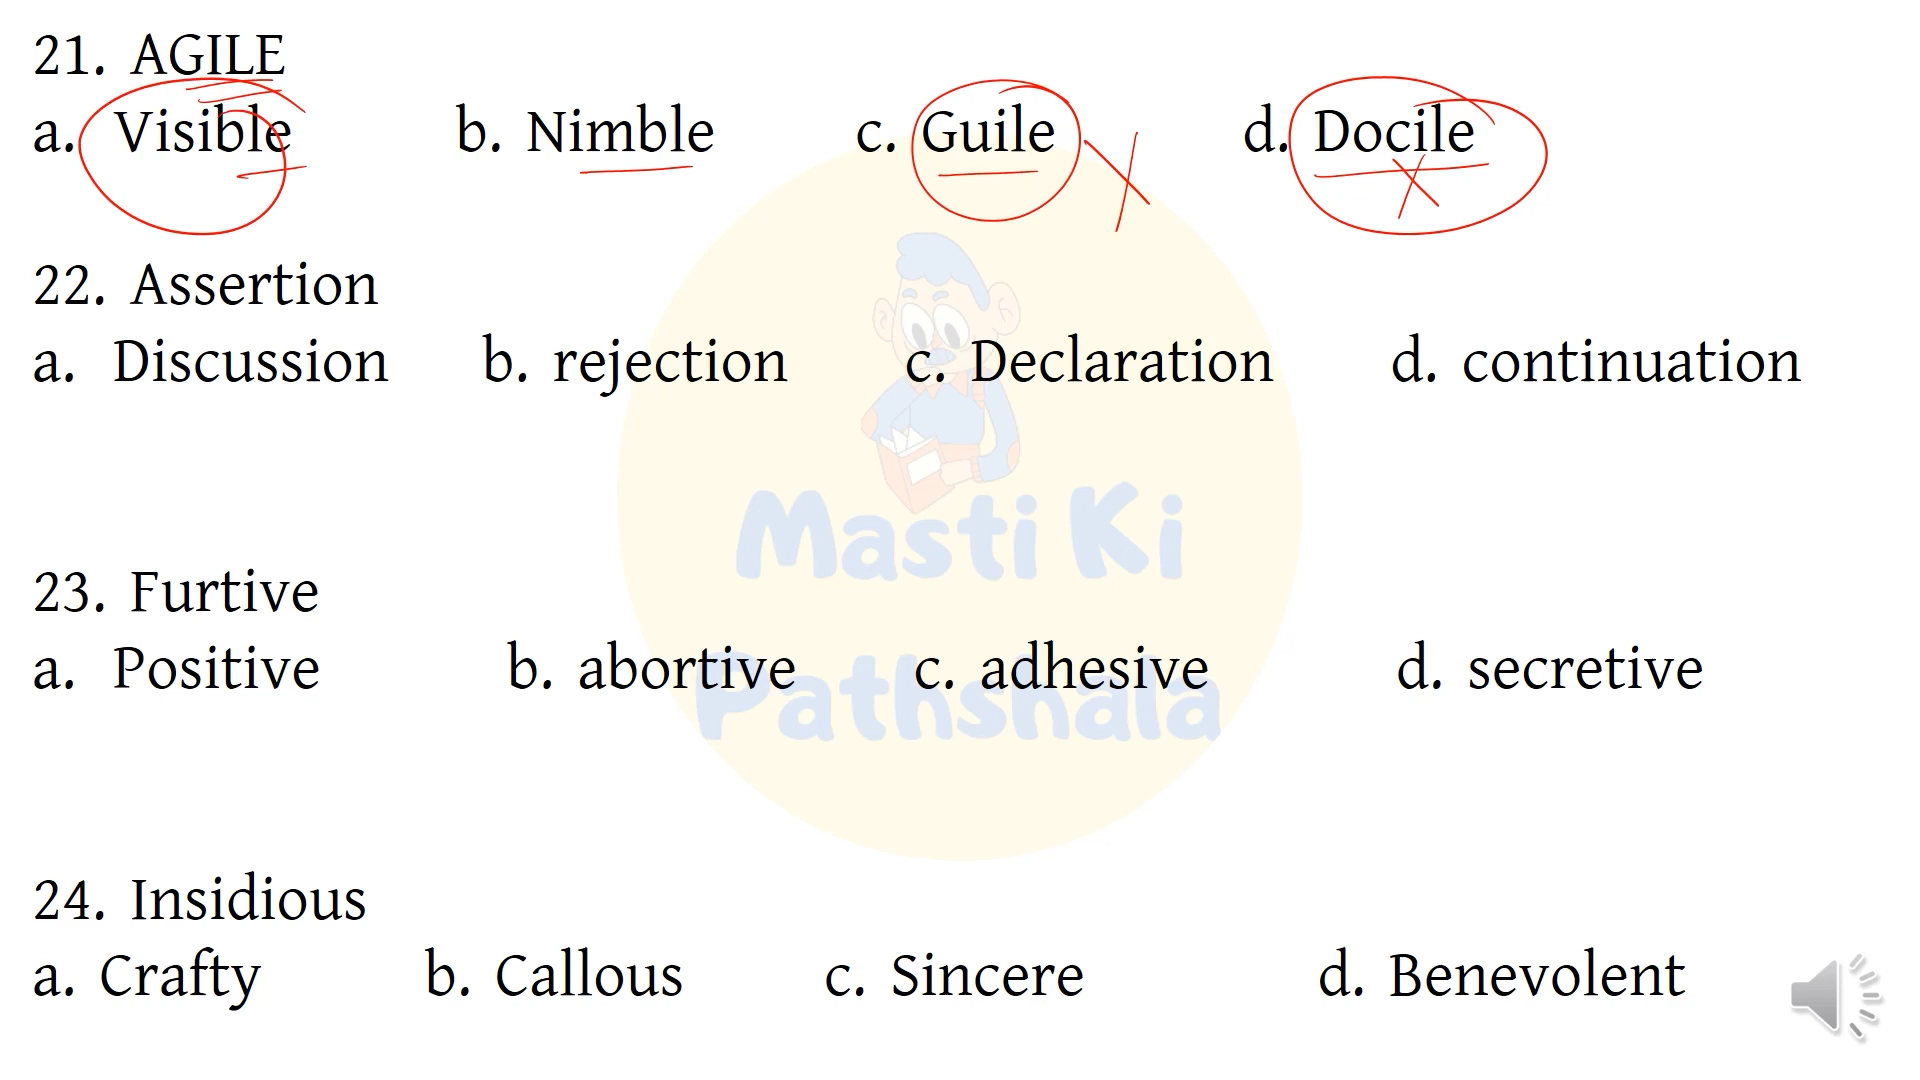 21. AGILE
a. Visible b. Nimble c. Guile d. Docile
22. Assertion
a. Discussion b. rejection c. Declaration d. continuation
Masti Ki
23. Furtive
a. Positive b. abortive c. adhesive d. secretive
Pathshala
24. Insidious
a. Crafty b. Callous c. Sincere d. Benevolent